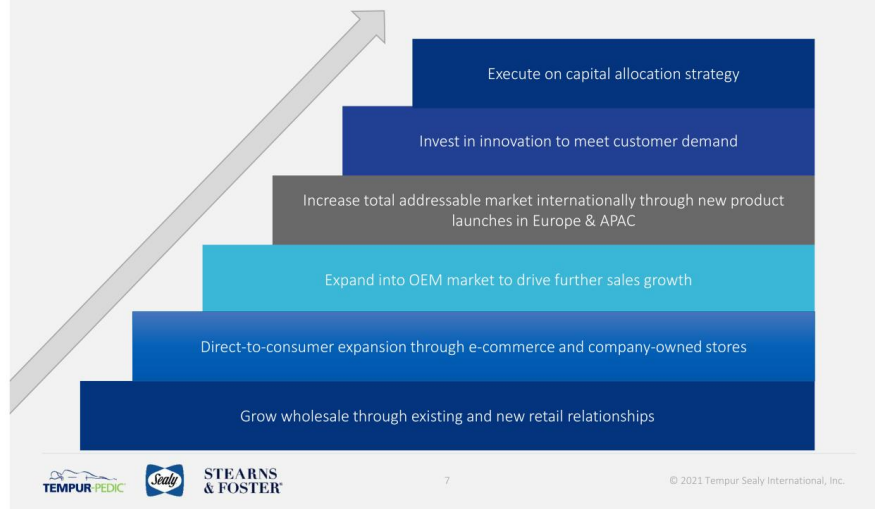 Execute on capital allocation strategy
Invest in innovation to meet customer demand
Increase total addressable market internationally through new product
launches in Europe & APAC
Expand into OEM market to drive further sales growth
Direct-to-consumer expansion through e-commerce and company-owned stores
Grow wholesale through existing and new retail relationships
TEMPUR-PEDIC
Sealy
STEARNS
& FOSTER®
7
© 2021 Tempur Sealy International, Inc.